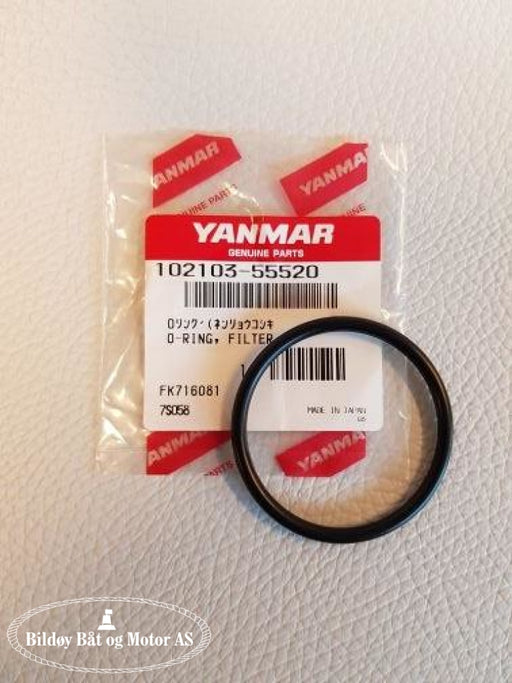 YANMAR
GENUINE PARTS
YANMAR
YANMAR
GENUINE PARTS
102103-55520
Oリング(ネンリョウコシキ
O-RING, FILTER
1
FK716081
7S058
MADE IN JAPAN
YANMAR
YANMAR
Bildøy Båt og Motor AS